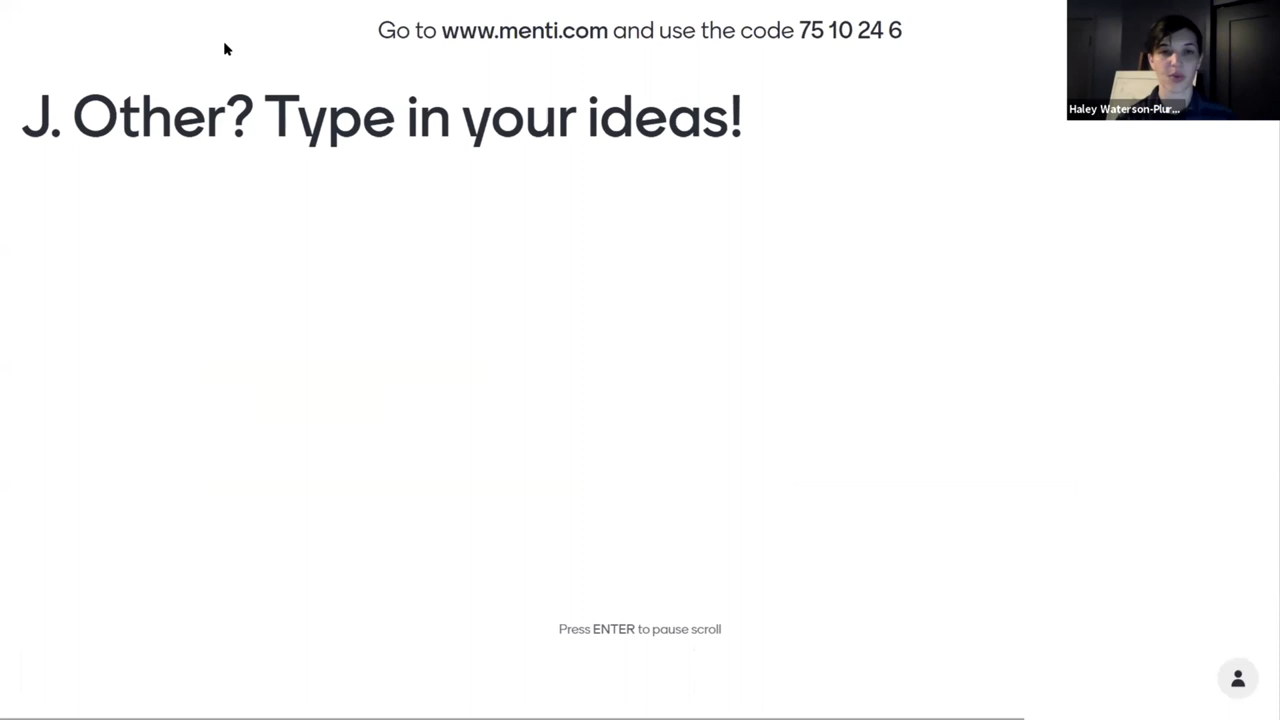 Go to www.menti.com and use the code 75 10 24 6
Haley Waterson-Plur...
J. Other? Type in your ideas!
Press ENTER to pause scroll